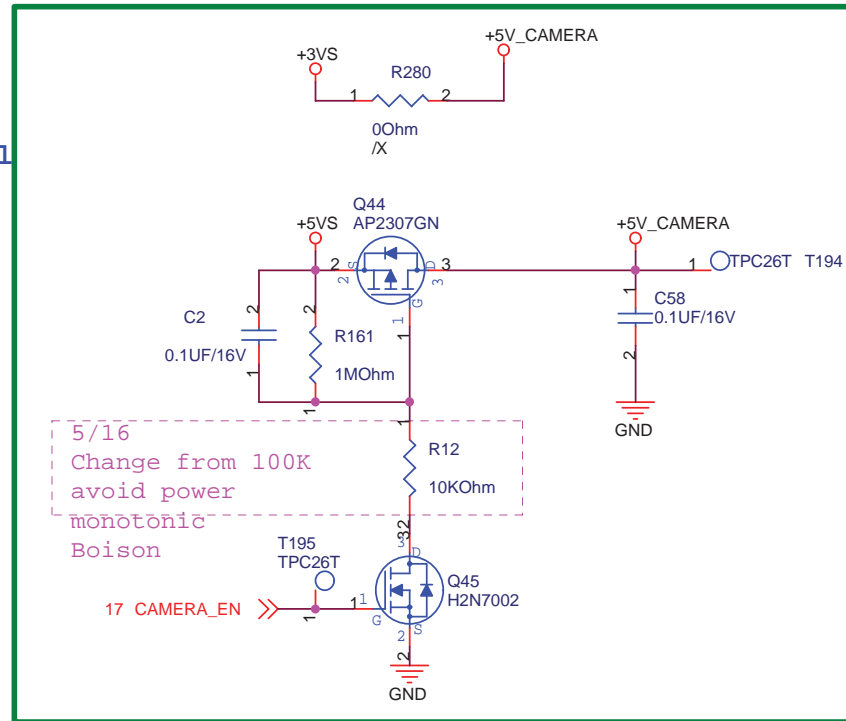 +5V_CAMERA
+3VS
R280
1 2
0Ohm
/X
1
Q44
AP2307GN
+5VS
+5V_CAMERA
2 S D 3
2 3
1 TPC26T T194
G
1
1
2 2
C2
R161
0.1UF/16V
1MOhm
1 1
1
C58
0.1UF/16V
2
GND
5/16
Change from 100K
avoid power
monotonic
Boison
1
R12
10KOhm
2
3
3 D
T195
TPC26T
Q45
H2N7002
17 CAMERA_EN
1
1 1
G
S
2
2
GND